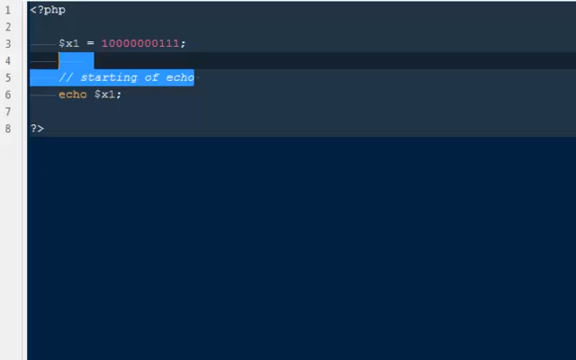 1 <?php
2
3 $x1 = 10000000111;
4
5 // starting of echo
6 echo $x1;
7
8 ?>